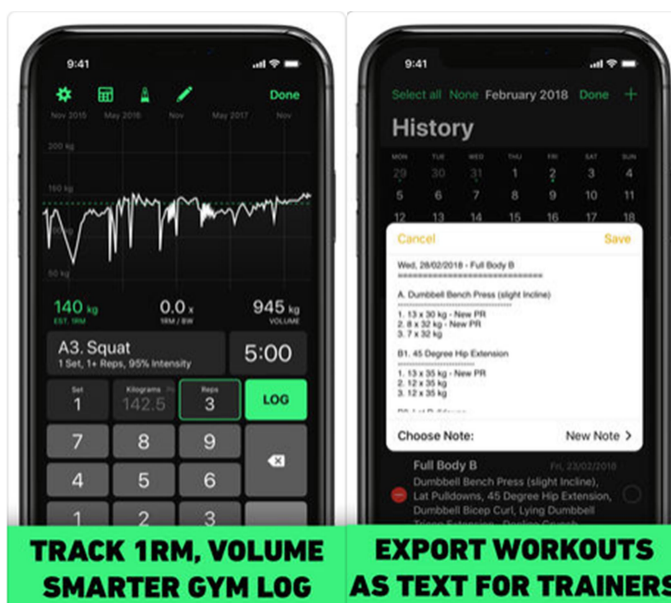 9:41
Done
Nov 2015 May 2016 Nov May 2017 Nov
200 kg
150 kg
100 kg
50 kg
140 kg
EST. 1RM
0.0 x
1RM / BW
945 kg
VOLUME
A3. Squat
1 Set, 1+ Reps, 95% Intensity
5:00
Set
1
Kilograms
142.5
Reps
3
LOG
7 8 9
4 5 6
1 2 3
TRACK 1RM, VOLUME
SMARTER GYM LOG
9:41
Select all None February 2018 Done +
History
MON TUE WED THU FRI SAT SUN
29 30 31 1 2 3 4
5 6 7 8 9 10 11
12 13 14 15 16 17 18
Cancel Save
Wed, 28/02/2018 - Full Body B
==============================
A. Dumbbell Bench Press (slight Incline)
------------------------------
1. 13 x 30 kg - New PR
2. 8 x 32 kg - New PR
3. 7 x 32 kg
B1. 45 Degree Hip Extension
------------------------------
1. 13 x 35 kg - New PR
2. 12 x 35 kg
3. 12 x 35 kg
Choose Note: New Note >
Full Body B Fri, 23/02/2018
Dumbbell Bench Press (slight Incline),
Lat Pulldowns, 45 Degree Hip Extension,
Dumbbell Bicep Curl, Lying Dumbbell
EXPORT WORKOUTS
AS TEXT FOR TRAINERS